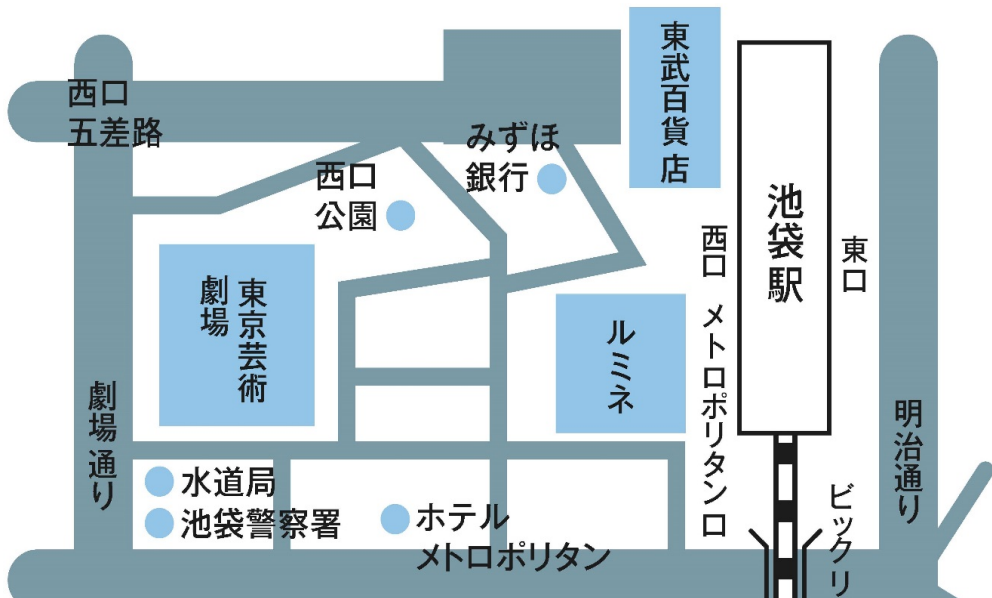 西口
五差路
東武百貨店
みずほ
銀行
西口
公園
池袋駅
西口
東口
東京芸術
劇場
ルミネ
メトロポリタン口
劇場通り
明治通り
水道局
池袋警察署
ホテル
メトロポリタン
ビックリ